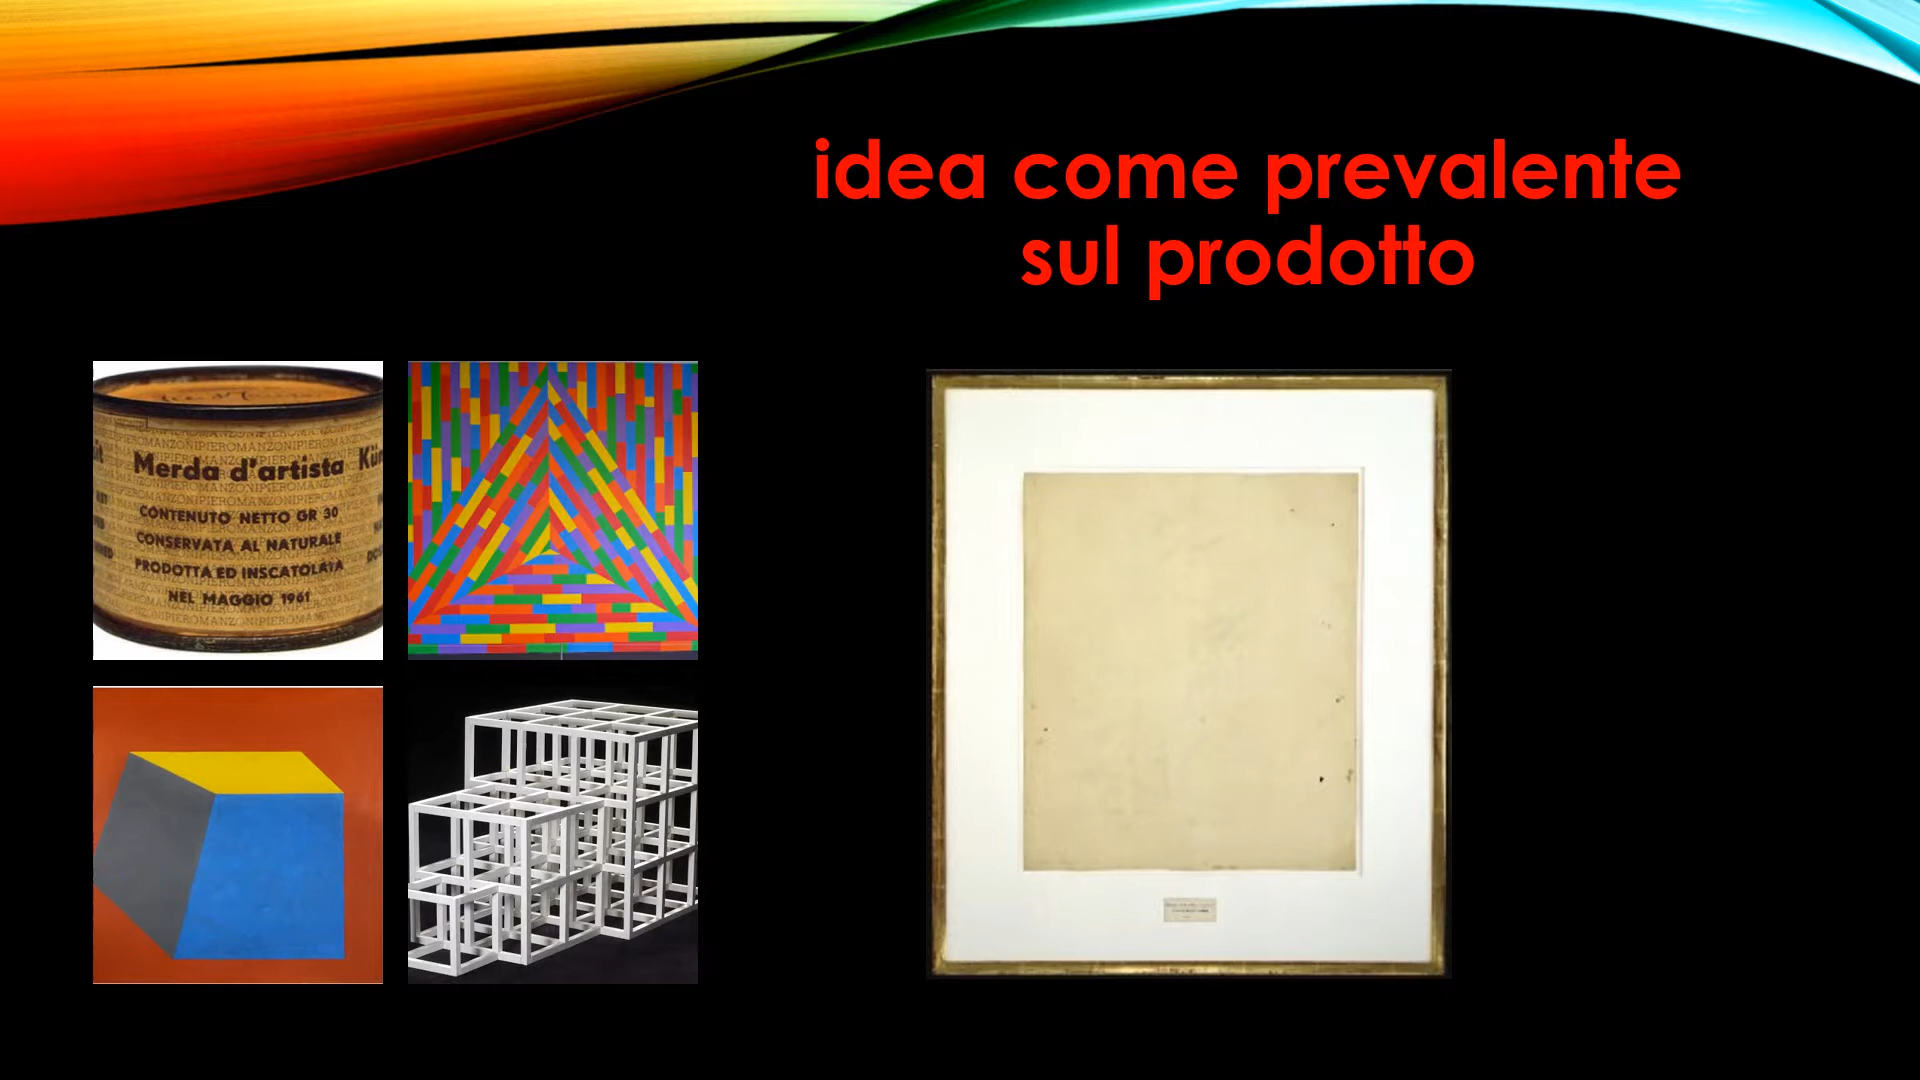 idea come prevalente
sul prodotto
Merda d'artista Kün
CONTENUTO NETTO GR 30
CONSERVATA AL NATURALE
PRODOTTA ED INSCATOLATA
NEL MAGGIO 1961